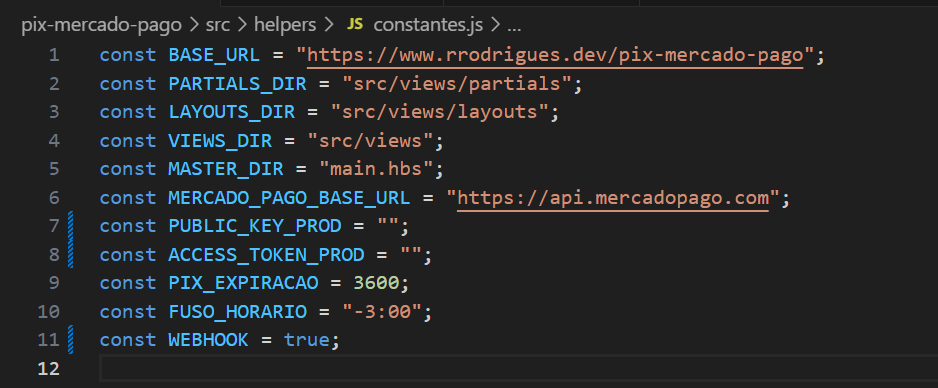 pix-mercado-pago > src > helpers > JS constantes.js > ...
1 const BASE_URL = "https://www.rrodrigues.dev/pix-mercado-pago";
2 const PARTIALS_DIR = "src/views/partials";
3 const LAYOUTS_DIR = "src/views/layouts";
4 const VIEWS_DIR = "src/views";
5 const MASTER_DIR = "main.hbs";
6 const MERCADO_PAGO_BASE_URL = "https://api.mercadopago.com";
7 const PUBLIC_KEY_PROD = "";
8 const ACCESS_TOKEN_PROD = "";
9 const PIX_EXPIRACAO = 3600;
10 const FUSO_HORARIO = "-3:00";
11 const WEBHOOK = true;
12